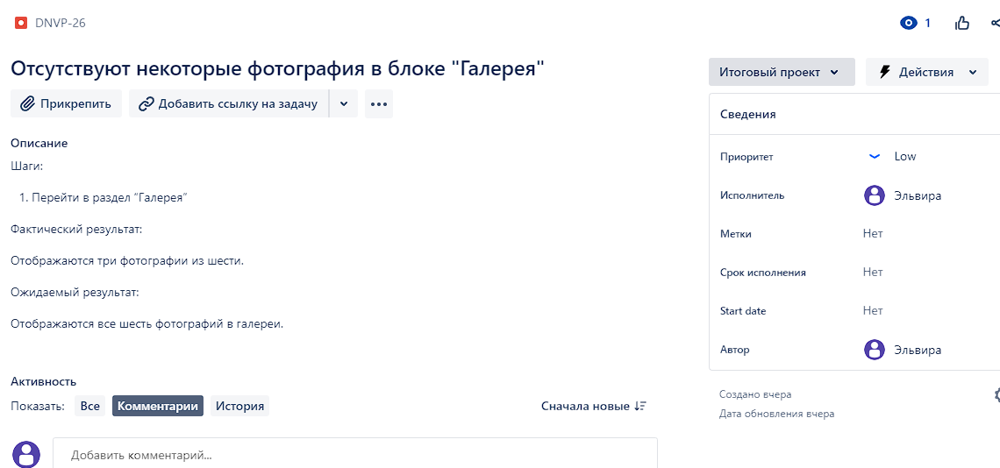 DNVP-26
1
Отсутствуют некоторые фотография в блоке "Галерея"
Итоговый проект
Действия
Прикрепить
Добавить ссылку на задачу
Сведения
Описание
Шаги:
1. Перейти в раздел “Галерея”
Фактический результат:
Отображаются три фотографии из шести.
Ожидаемый результат:
Отображаются все шесть фотографий в галереи.
Приоритет
Low
Исполнитель
Эльвира
Метки
Нет
Срок исполнения
Нет
Start date
Нет
Автор
Эльвира
Активность
Показать:
Все
Комментарии
История
Сначала новые
Создано вчера
Дата обновления вчера
Добавить комментарий...